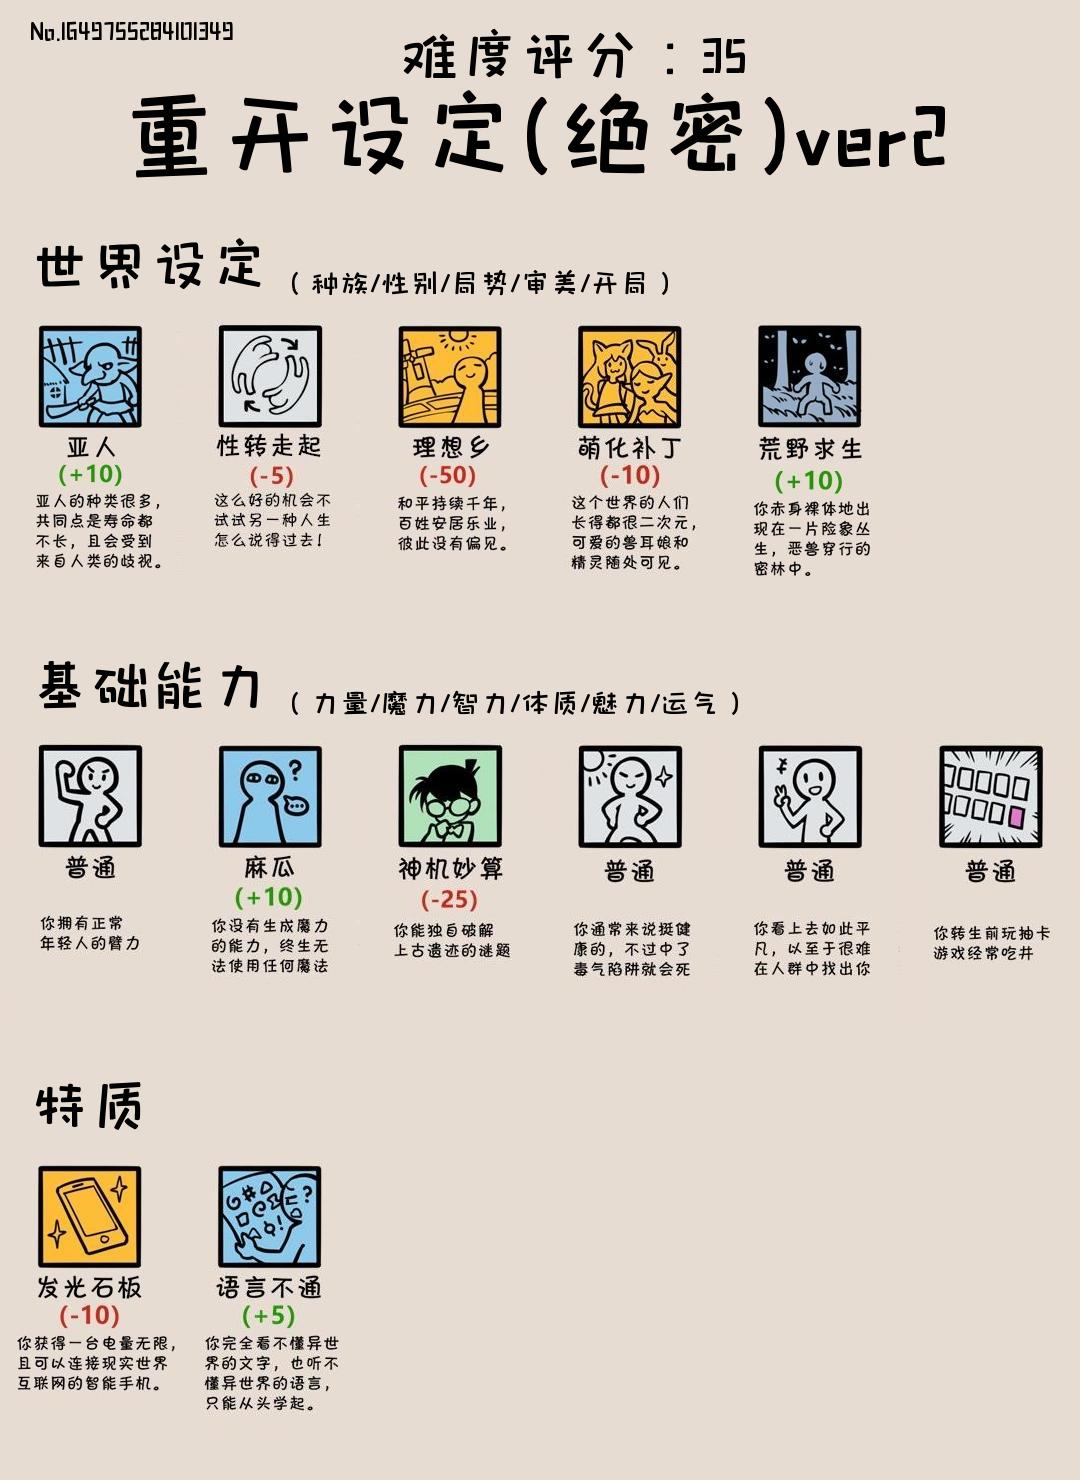 No.1649755284101349
难度评分:35
重开设定(绝密)ver2
世界设定 (种族/性别/局势/审美/开局)
亚人
(+10)
亚人的种类很多,
共同点是寿命都
不长,且会受到
来自人类的歧视。
性转走起
(-5)
这么好的机会不
试试另一种人生
怎么说得过去!
理想乡
(-50)
和平持续千年,
百姓安居乐业,
彼此没有偏见。
萌化补丁
(-10)
这个世界的人们
长得都很二次元,
可爱的兽耳娘和
精灵随处可见。
荒野求生
(+10)
你赤身裸体地出
现在一片险象丛
生,恶兽穿行的
密林中。
基础能力 (力量/魔力/智力/体质/魅力/运气)
普通
你拥有正常
年轻人的臂力
麻瓜
(+10)
你没有生成魔力
的能力,终生无
法使用任何魔法
神机妙算
(-25)
你能独自破解
上古遗迹的谜题
普通
你通常来说挺健
康的,不过中了
毒气陷阱就会死
普通
你看上去如此平
凡,以至于很难
在人群中找出你
普通
你转生前玩抽卡
游戏经常吃井
特质
发光石板
(-10)
你获得一台电量无限,
且可以连接现实世界
互联网的智能手机。
语言不通
(+5)
你完全看不懂异世
界的文字,也听不
懂异世界的语言,
只能从头学起。